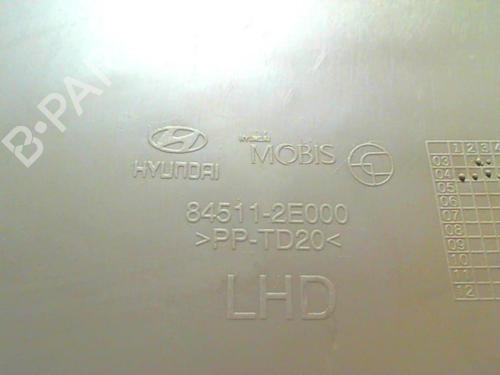 B-PA
HYUNDAI
HYUNDAI MOBIS
84511-2E000
>PP-TD20<
LHD
1 2 3 4
03
04
05
06
07
08
09
10
11
12